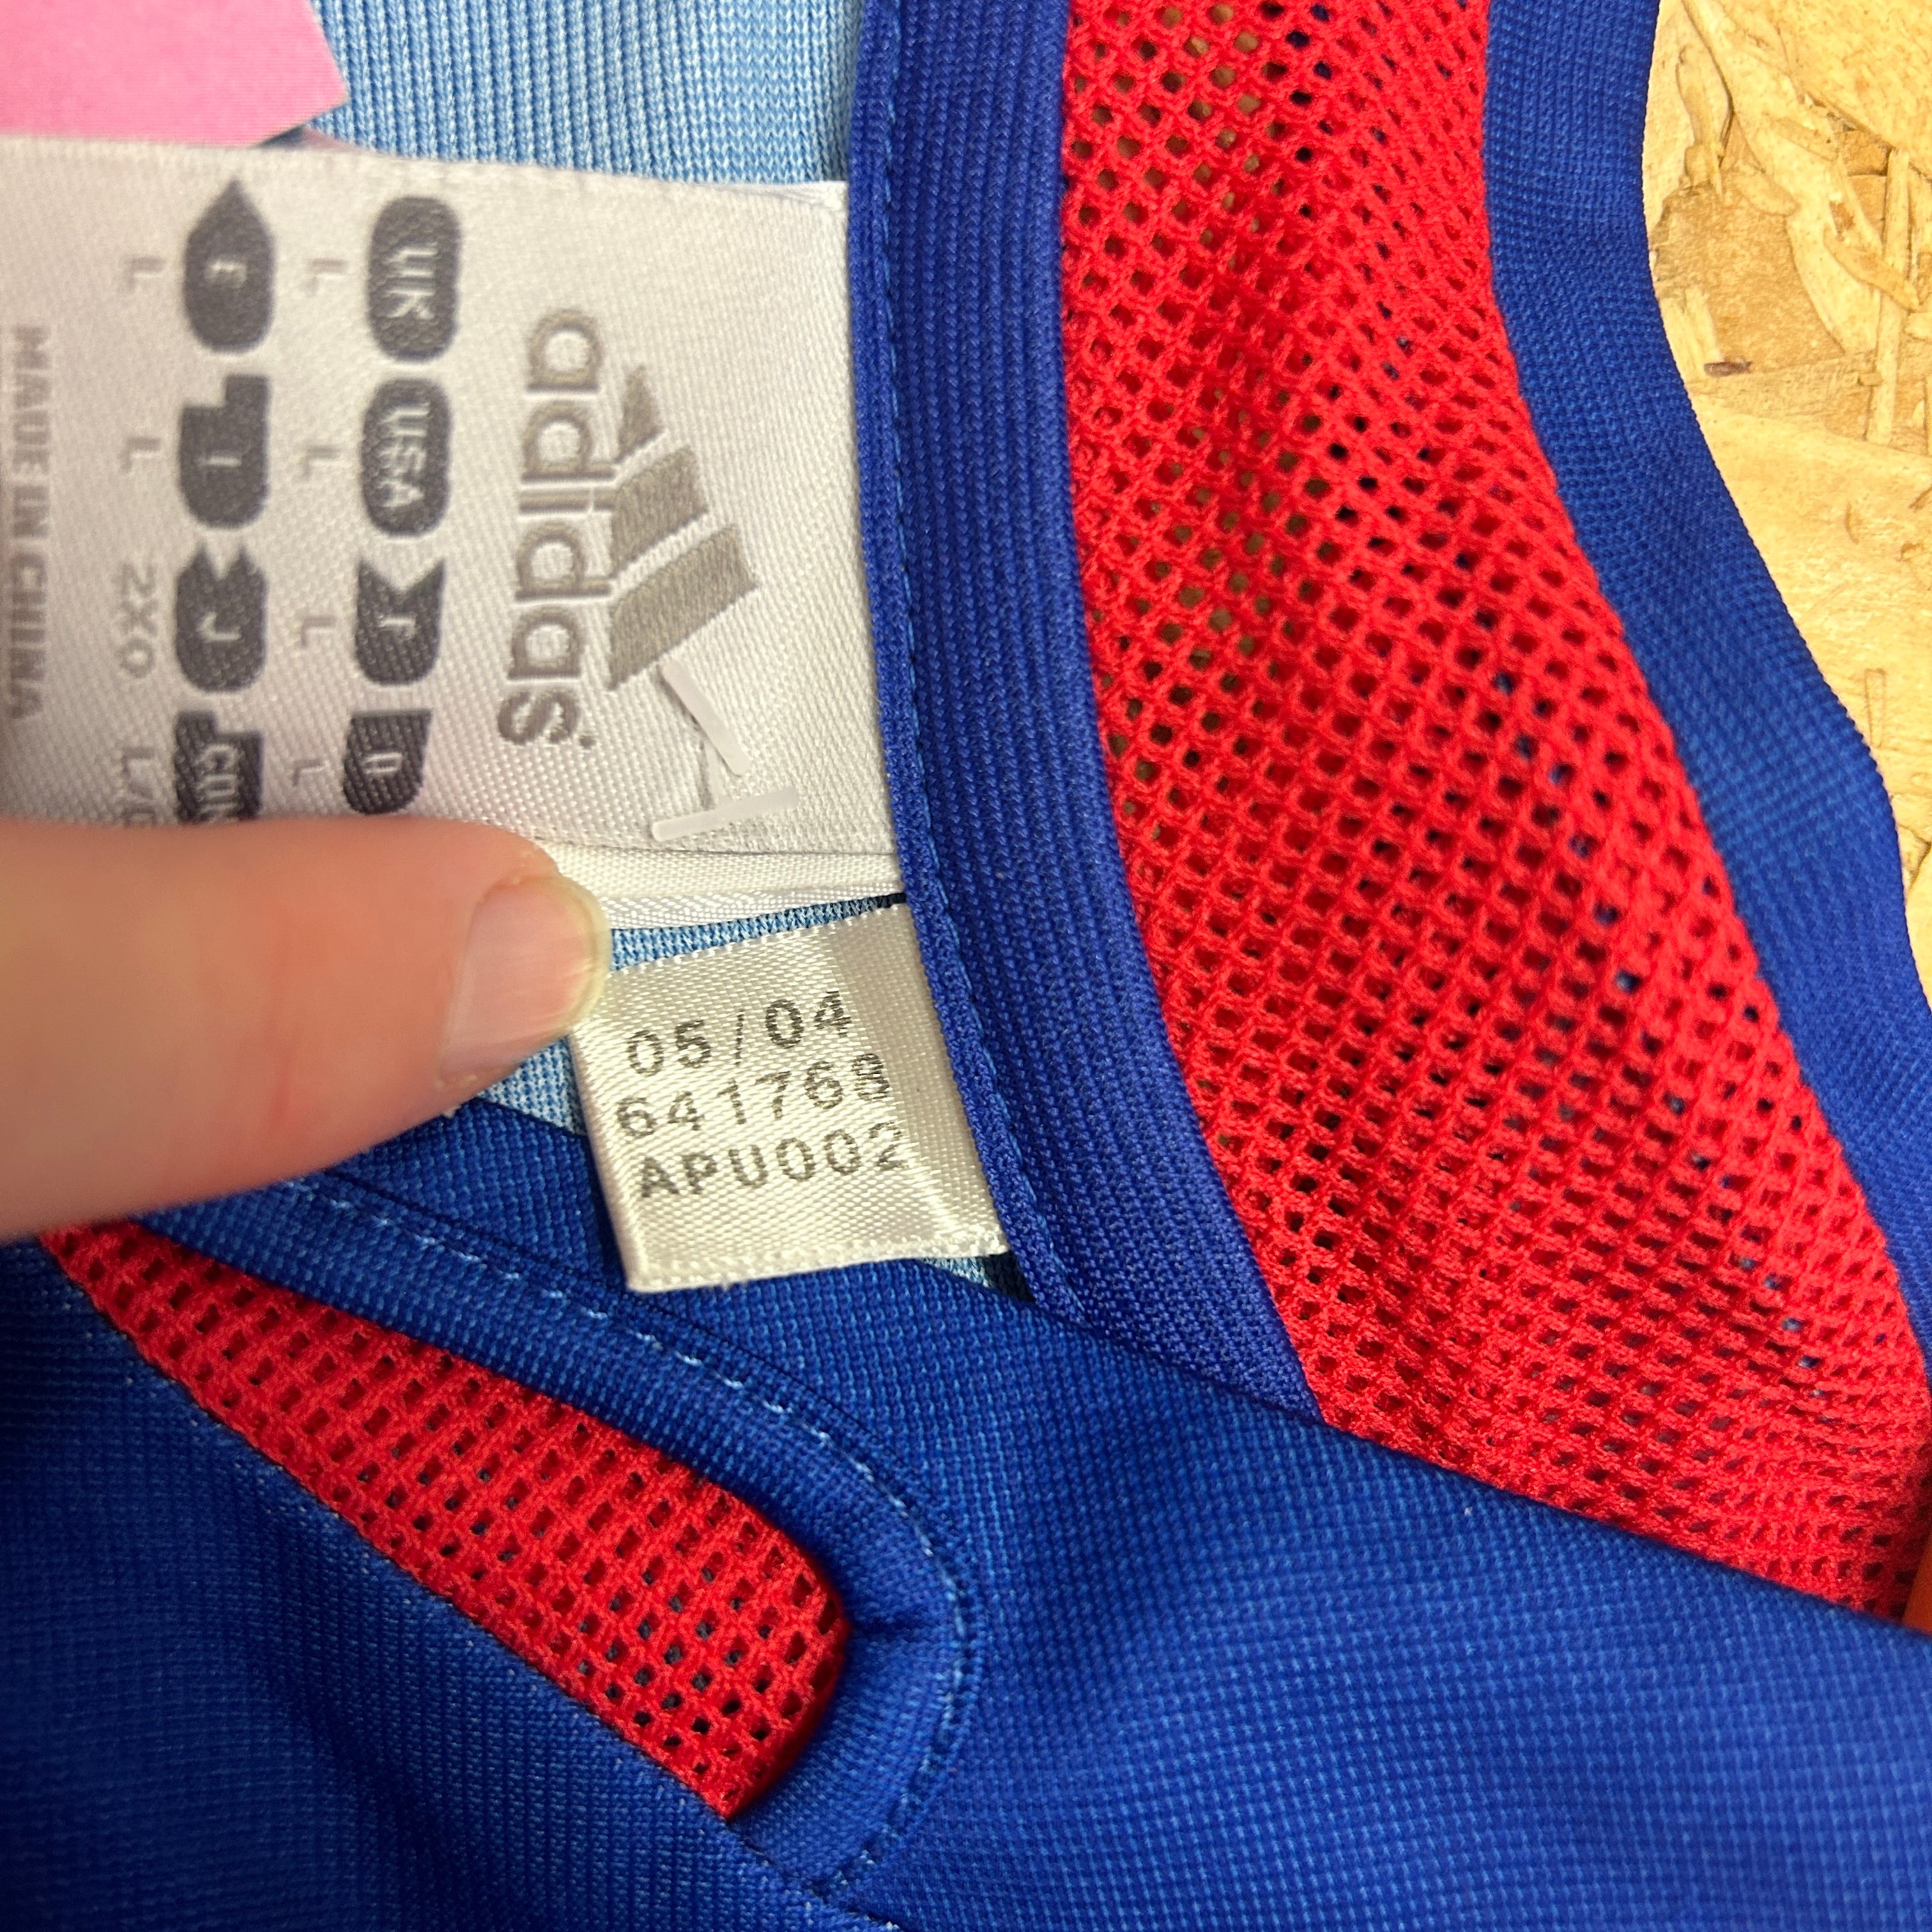 adidas
UK USA F D
L L L L
E I J
L L 2XO
MADE IN CHINA
05/04
641768
APU002